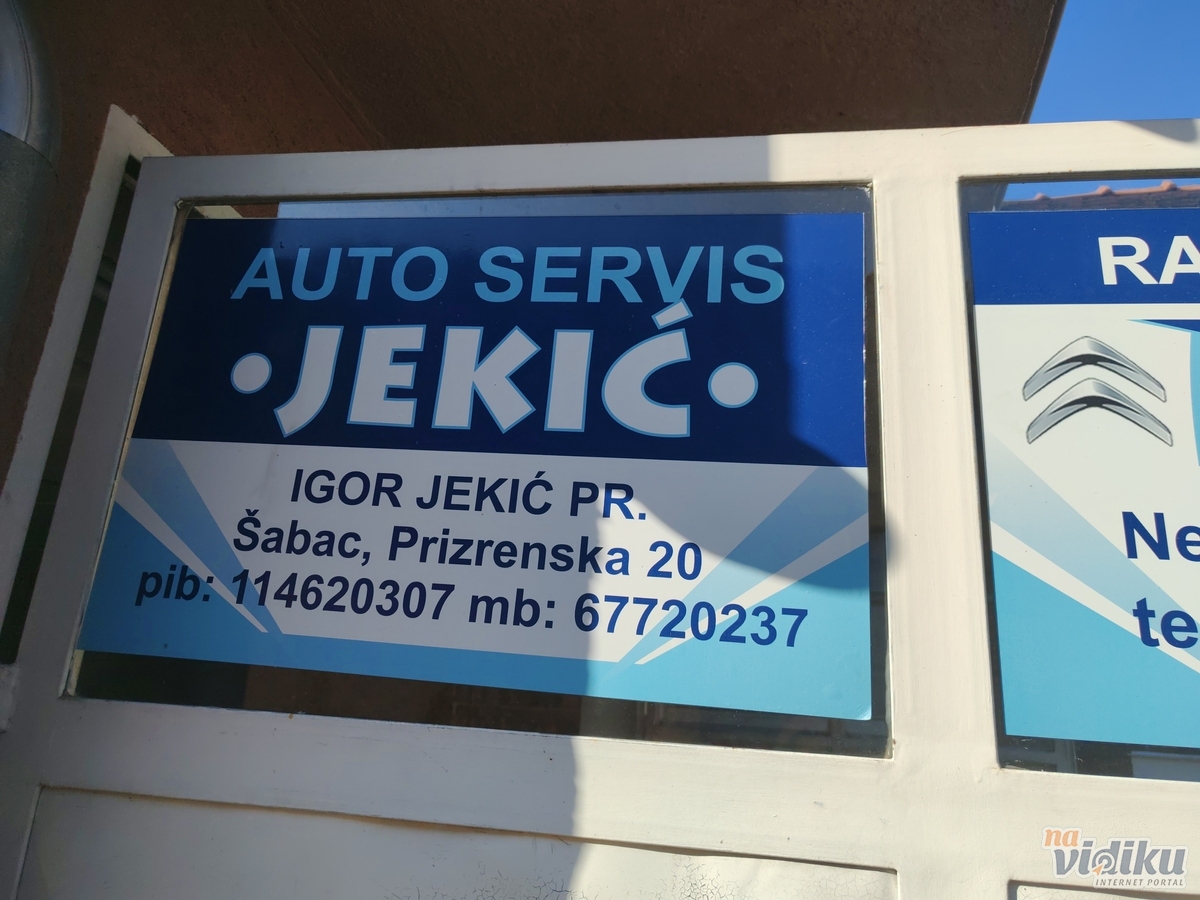 AUTO SERVIS
•JEKIĆ•
IGOR JEKIĆ PR.
Šabac, Prizrenska 20
pib: 114620307 mb: 67720237
RA
Ne
te
na
vidiku
INTERNET PORTAL